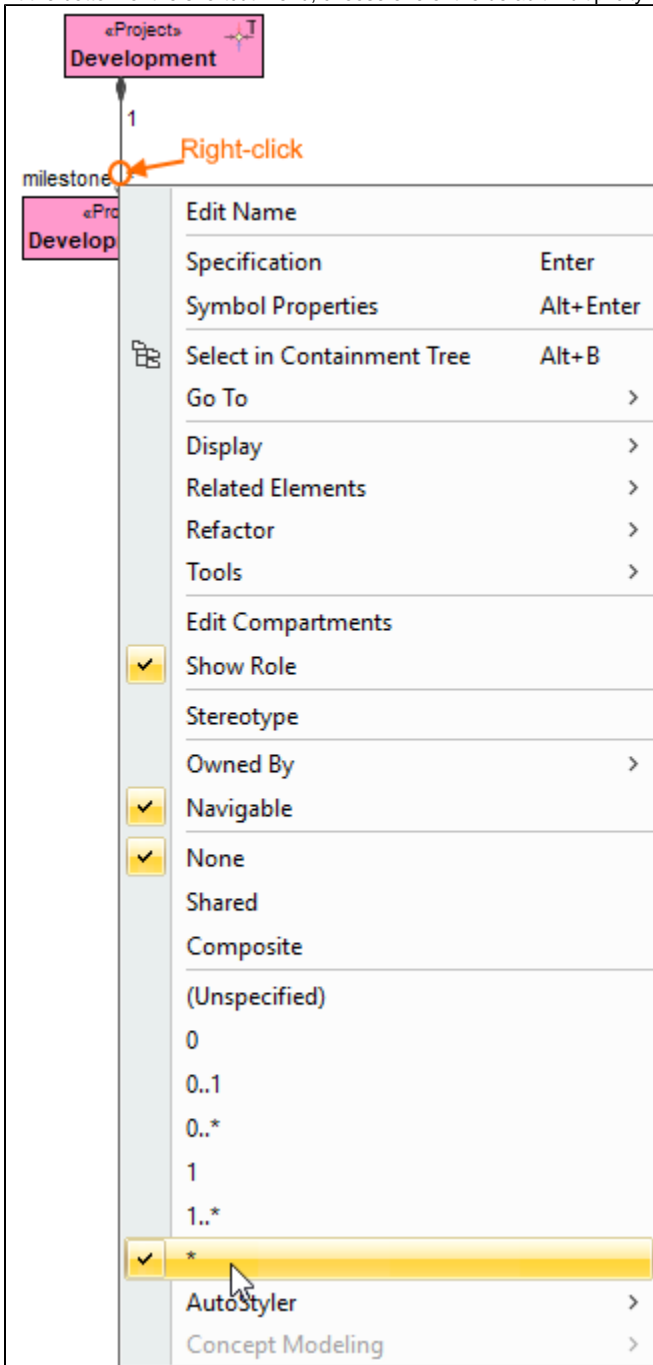 «Project»
Development
1
Right-click
milestone
«Pro
Develop
Edit Name
Specification Enter
Symbol Properties Alt+Enter
Select in Containment Tree Alt+B
Go To >
Display >
Related Elements >
Refactor >
Tools >
Edit Compartments
Show Role
Stereotype
Owned By >
Navigable
None
Shared
Composite
(Unspecified)
0
0..1
0..*
1
1..*
*
AutoStyler >
Concept Modeling >